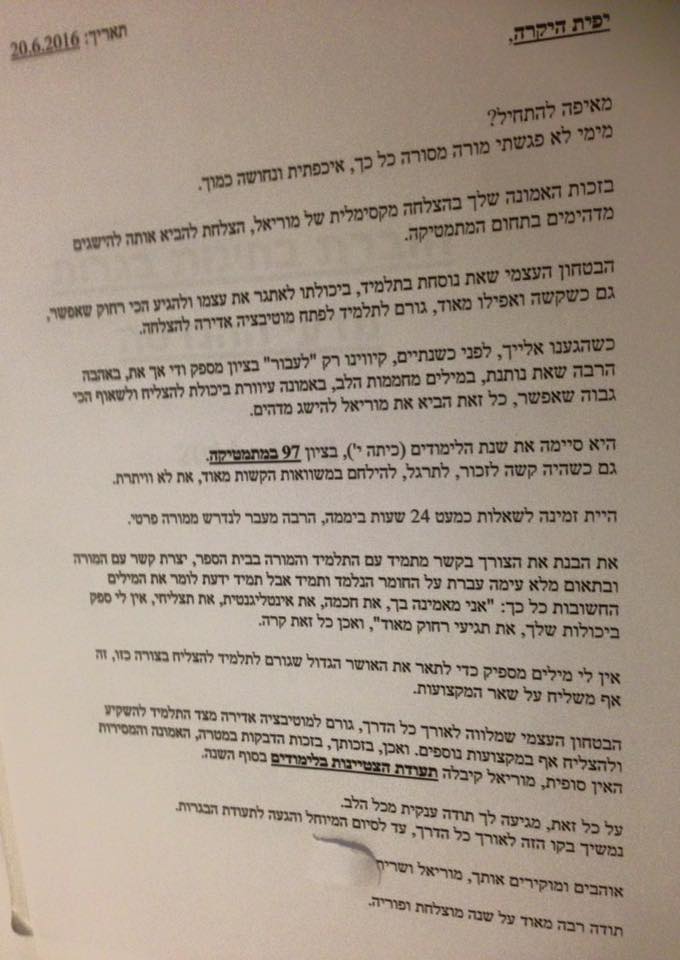 תאריך: 20.6.2016
יפית היקרה,
מאיפה להתחיל?
מימי לא פגשתי מורה מסורה כל כך, איכפתית ונחושה כמוך.
בזכות האמונה שלך בהצלחה מקסימלית של מוריאל, הצלחת להביא אותה להישגים
מדהימים בתחום המתמטיקה.
הבטחון העצמי שאת נוסחת בתלמיד, ביכולתו לאתגר את עצמו ולהגיע הכי רחוק שאפשר,
גם כשקשה ואפילו מאוד, גורם לתלמיד לפתח מוטיבציה אדירה להצלחה.
כשהגענו אלייך, לפני כשנתיים, קיווינו רק "לעבור" בציון מספק ודי אך את, באהבה
הרבה שאת נותנת, במילים מחממות הלב, באמונה עיוורת ביכולת להצליח ולשאוף הכי
גבוה שאפשר, כל זאת הביא את מוריאל להישג מדהים.
היא סיימה את שנת הלימודים (כיתה י'), בציון 97 במתמטיקה.
גם כשהיה קשה לזכור, לתרגל, להילחם במשוואות הקשות מאוד, את לא וויתרת.
היית זמינה לשאלות כמעט 24 שעות ביממה, הרבה מעבר לנדרש ממורה פרטי.
את הבנת את הצורך בקשר מתמיד עם התלמיד והמורה בבית הספר, יצרת קשר עם המורה
ובתאום מלא עימה עברת על החומר הנלמד ותמיד אבל תמיד ידעת לומר את המילים
החשובות כל כך: "אני מאמינה בך, את חכמה, את אינטליגנטית, את תצליחי, אין לי ספק
ביכולות שלך, את תגיעי רחוק מאוד", ואכן כל זאת קרה.
אין לי מילים מספיק כדי לתאר את האושר הגדול שגורם לתלמיד להצליח בצורה כזו, זה
אף משליח על שאר המקצועות.
הבטחון העצמי שמלווה לאורך כל הדרך, גורם למוטיבציה אדירה מצד התלמיד להשקיע
ולהצליח אף במקצועות נוספים. ואכן, בזכותך, בזכות הדבקות במטרה, האמונה והמסירות
האין סופית, מוריאל קיבלה תעודת הצטיינות בלימודים בסוף השנה.
על כל זאת, מגיעה לך תודה ענקית מכל הלב.
נמשיך בקו הזה לאורך כל הדרך, עד לסיום המיוחל והגעה לתעודת הבגרות.
אוהבים ומוקירים אותך, מוריאל ושרית
תודה רבה מאוד על שנה מוצלחת ופוריה.